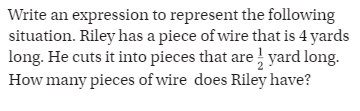 Write an expression to represent the following
situation. Riley has a piece of wire that is 4 yards
long. He cuts it into pieces that are 1/2 yard long.
How many pieces of wire does Riley have?